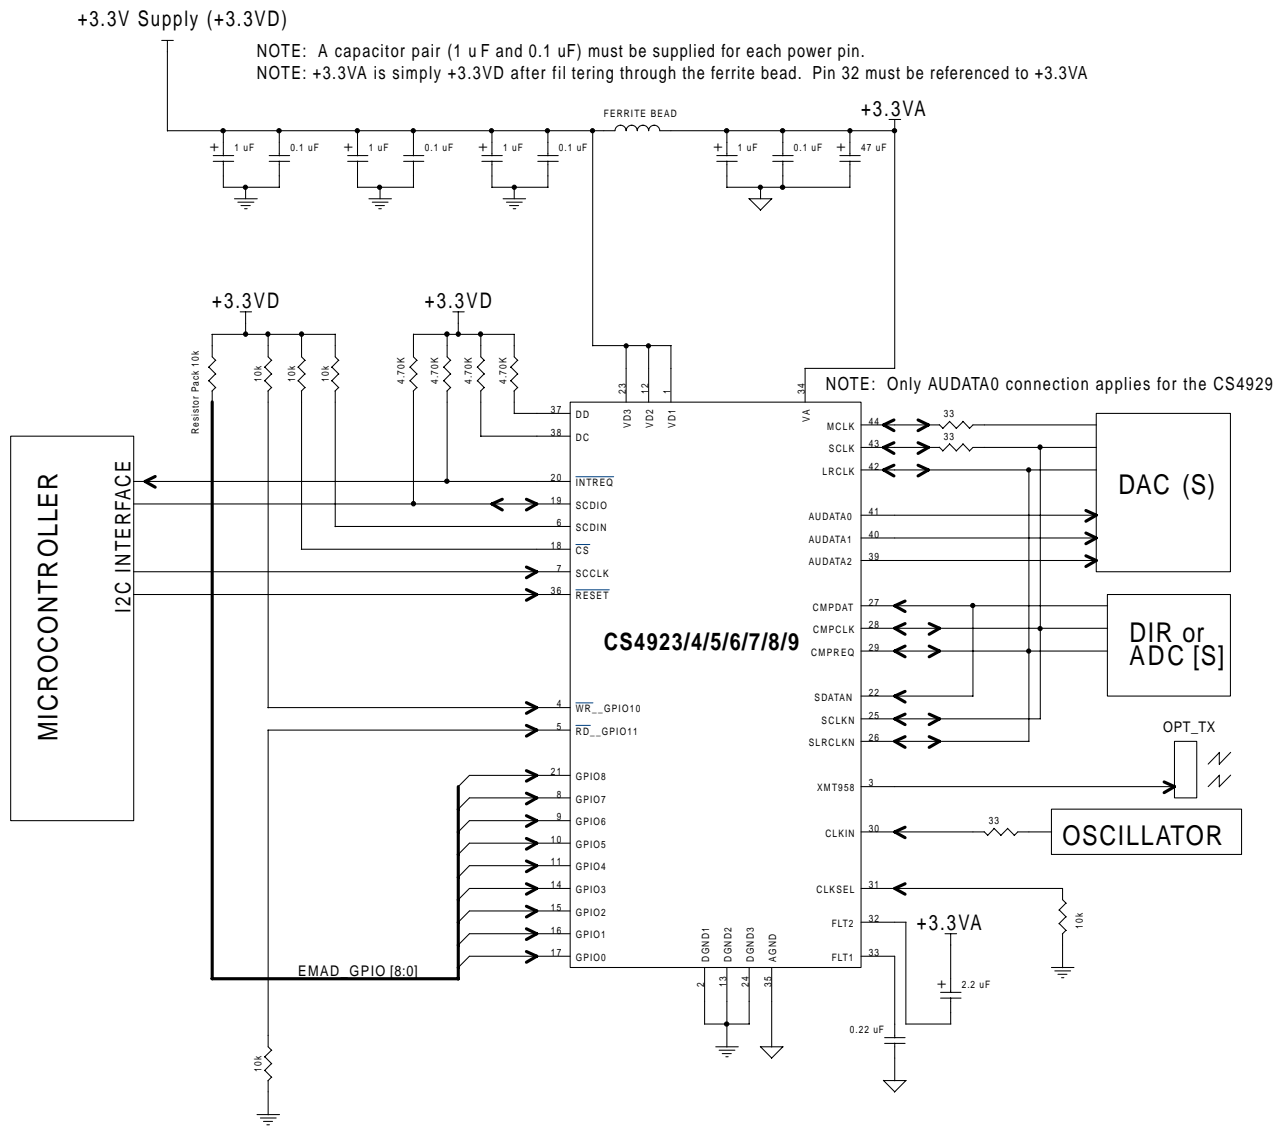 +3.3V Supply (+3.3VD)
NOTE: A capacitor pair (1 u F and 0.1 uF) must be supplied for each power pin.
NOTE: +3.3VA is simply +3.3VD after fil tering through the ferrite bead. Pin 32 must be referenced to +3.3VA
FERRITE BEAD
+3.3VA
+ 1 uF
0.1 uF
+ 1 uF
0.1 uF
+ 1 uF
0.1 uF
+ 1 uF
0.1 uF
+ 47 uF
+3.3VD
+3.3VD
Resistor Pack 10k
10k
10k
10k
4.70K
4.70K
4.70K
4.70K
23
12
1
34
VD3
VD2
VD1
VA
NOTE: Only AUDATA0 connection applies for the CS4929
MICROCONTROLLER
I2C INTERFACE
37 DD
38 DC
20 INTREQ
19 SCDIO
6 SCDIN
18 CS
7 SCCLK
36 RESET
CS4923/4/5/6/7/8/9
4 WR__GPIO10
5 RD__GPIO11
21 GPIO8
8 GPIO7
9 GPIO6
10 GPIO5
11 GPIO4
14 GPIO3
15 GPIO2
16 GPIO1
17 GPIO0
EMAD_GPIO [8:0]
10k
MCLK 44 33
SCLK 43 33
LRCLK 42
AUDATA0 41
AUDATA1 40
AUDATA2 39
DAC (S)
CMPDAT 27
CMPCLK 28
CMPREQ 29
DIR or
ADC [S]
SDATAN 22
SCLKN 25
SLRCLKN 26
OPT_TX
XMT958 3
CLKIN 30 33
OSCILLATOR
CLKSEL 31
10k
FLT2 32
+3.3VA
FLT1 33
+ 2.2 uF
0.22 uF
DGND1
DGND2
DGND3
AGND
2
13
24
35